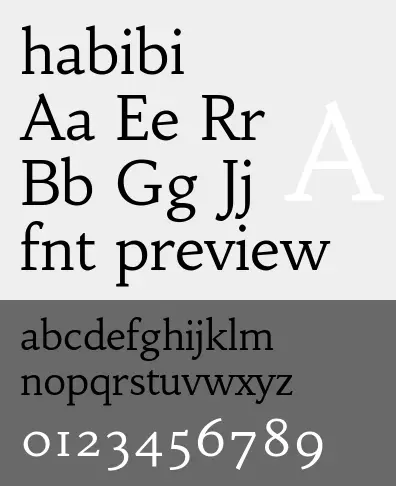 habibi
Aa Ee Rr
A
Bb Gg Jj
fnt preview
abcdefghijklm
nopqrstuvwxyz
0123456789